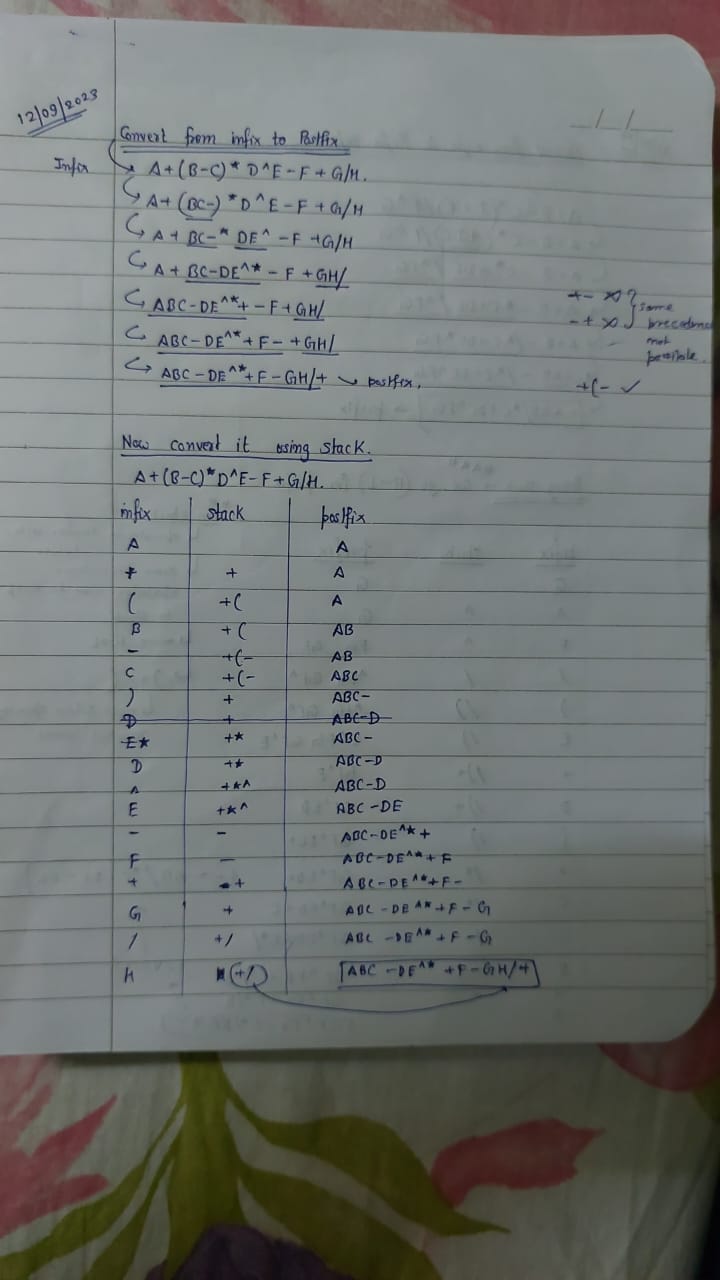 12/09/2023
/ /
Convert from infix to Postfix
Infix A+(B-C)* D^E-F+G/H.
A+(BC-)*D^E-F+G/H
A+BC-* DE^ -F+G/H
A+BC-DE^*-F+GH/
ABC-DE^*+-F+GH/
ABC-DE^*+F-+GH/
ABC-DE^*+F-GH/+ postfix.
+-
-+
same
precedence
not
possible.
+(- ✓
Now convert it using stack.
A+(B-C)*D^E-F+G/H.
infix stack postfix
A A
+ + A
( +( A
B +( AB
- +(- AB
C +(- ABC
) + ABC-
D + ABC-D
E* +* ABC-
D +* ABC-D
^ +*^ ABC-D
E +*^ ABC-DE
- - ABC-DE^*+
F - ABC-DE^*+F
+ + ABC-DE^*+F-
G + ABC-DE^*+F-G
/ +/ ABC-DE^*+F-G
H (+/) ABC-DE^*+F-GH/+